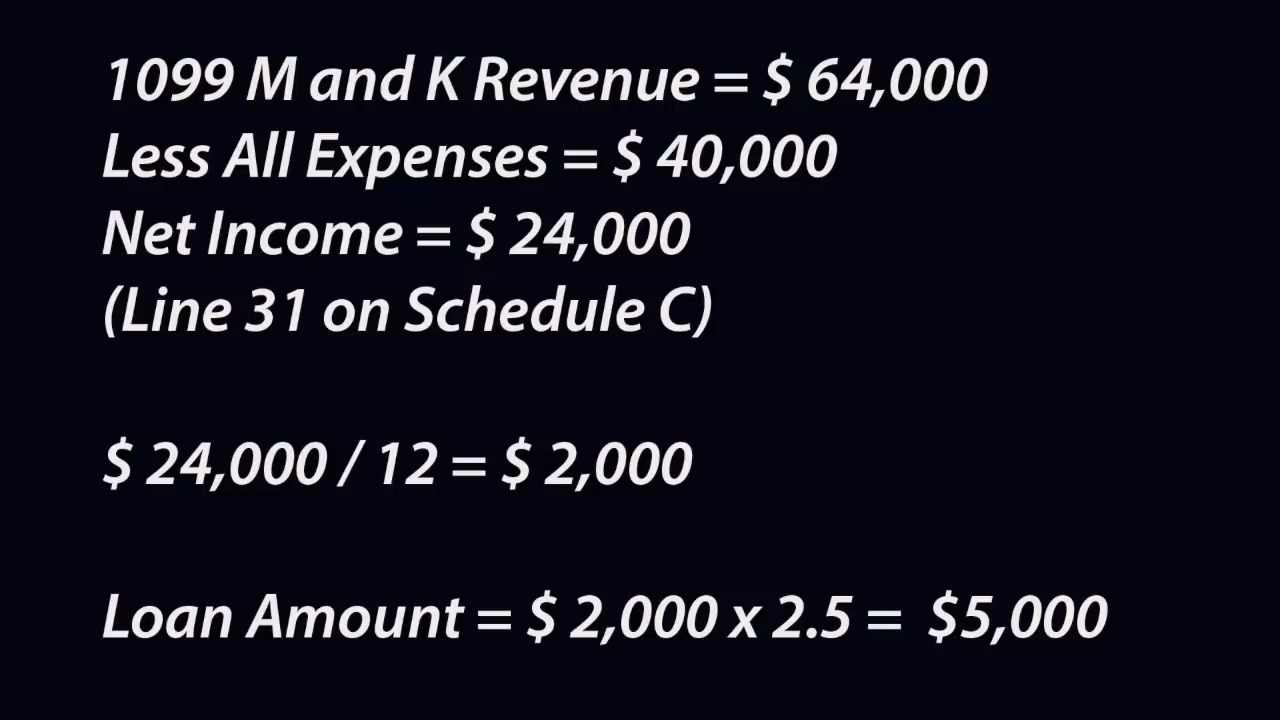 1099 M and K Revenue = $ 64,000
Less All Expenses = $ 40,000
Net Income = $ 24,000
(Line 31 on Schedule C)
$ 24,000 / 12 = $ 2,000
Loan Amount = $ 2,000 x 2.5 =  $5,000